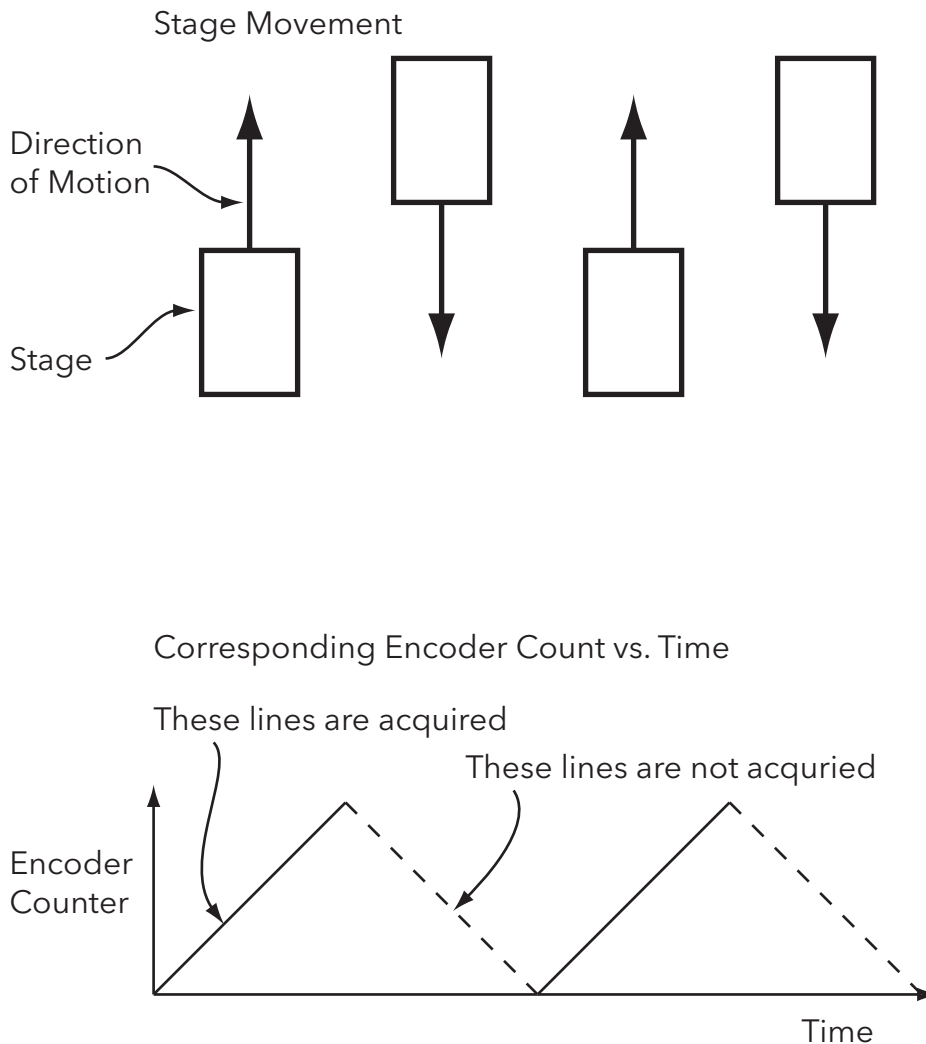 Stage Movement
Direction
of Motion
Stage
Corresponding Encoder Count vs. Time
These lines are acquired
These lines are not acquried
Encoder
Counter
Time